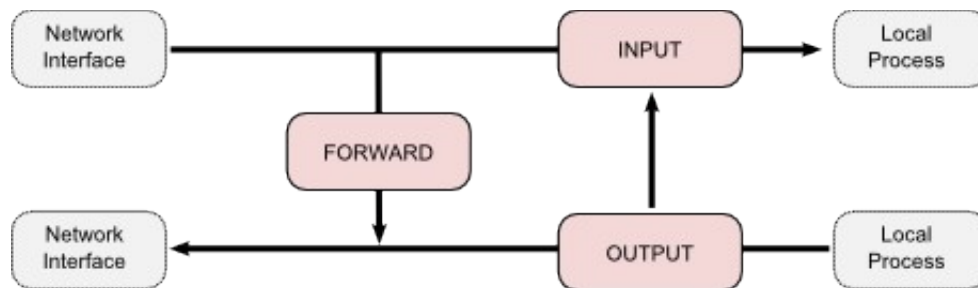 Network
Interface
INPUT
Local
Process
FORWARD
Network
Interface
OUTPUT
Local
Process